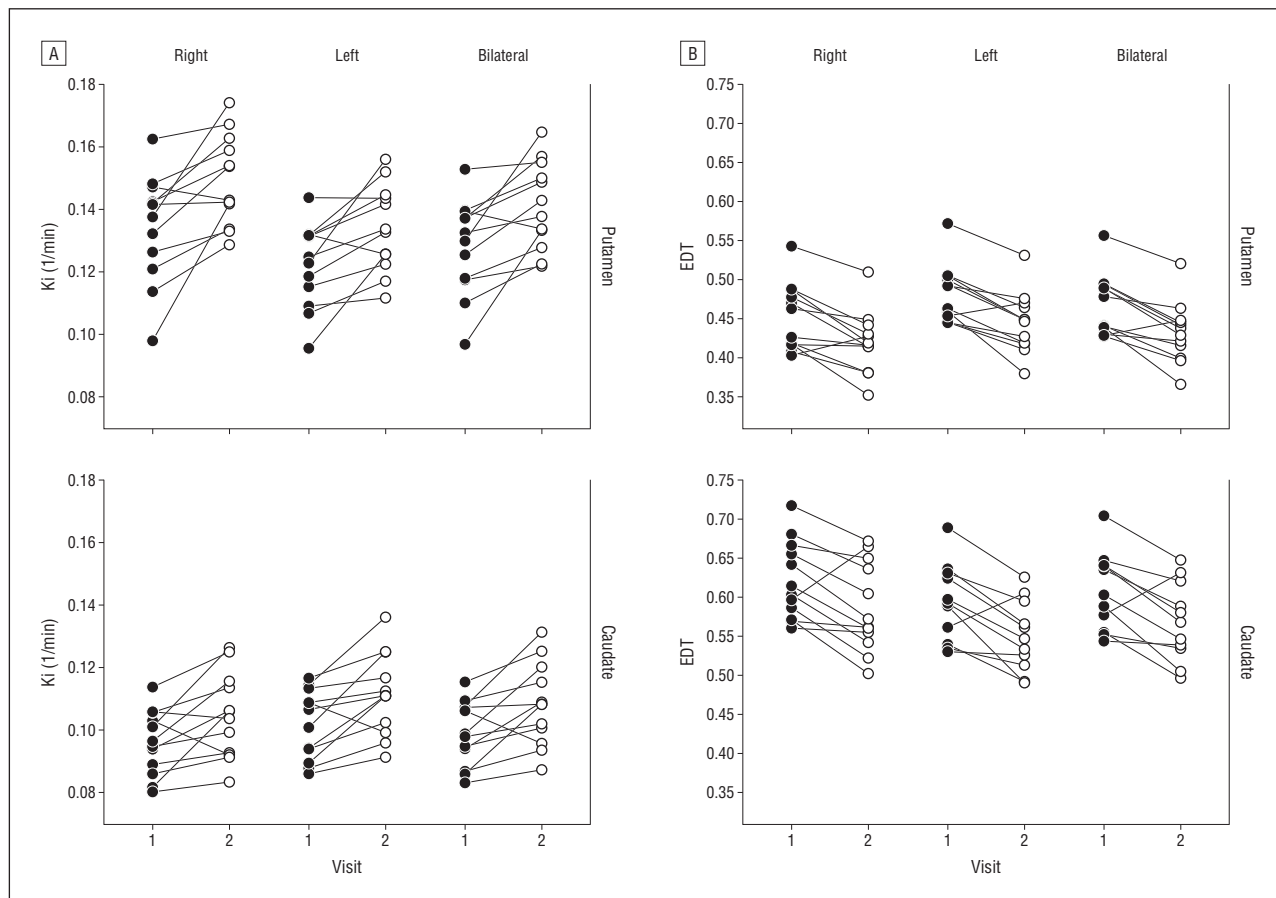 A
Right Left Bilateral
0.18
0.16
0.14
0.12
0.10
0.08
Ki (1/min)
Putamen
0.18
0.16
0.14
0.12
0.10
0.08
Ki (1/min)
Caudate
1 2 1 2 1 2
Visit
B
Right Left Bilateral
0.75
0.70
0.65
0.60
0.55
0.50
0.45
0.40
0.35
EDT
Putamen
0.75
0.70
0.65
0.60
0.55
0.50
0.45
0.40
0.35
EDT
Caudate
1 2 1 2 1 2
Visit